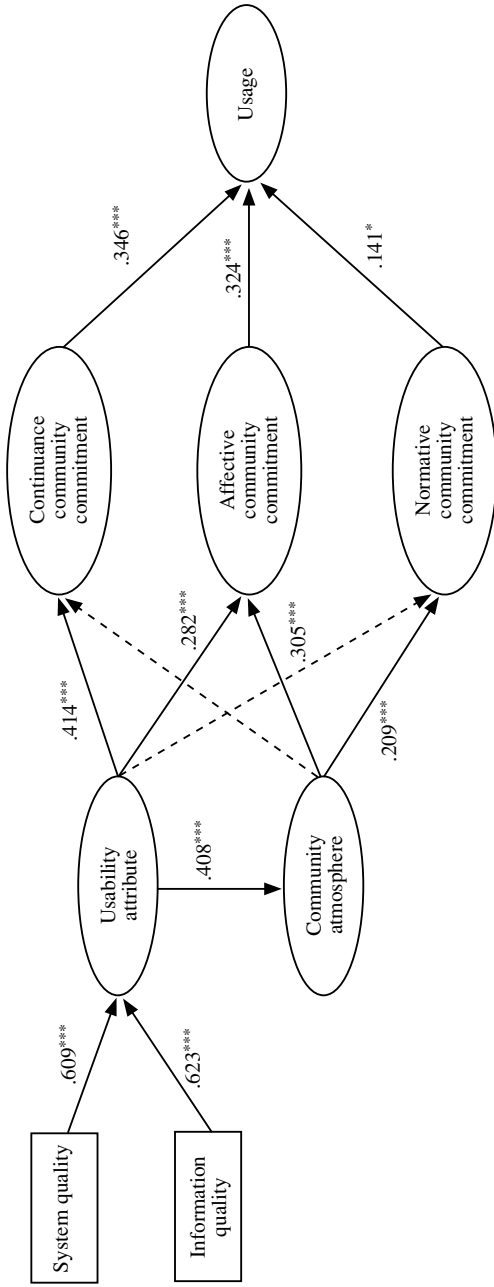 System quality
Information
quality
.609***
.623***
Usability
attribute
.408***
Community
atmosphere
.414***
.282***
.305***
.209***
Continuance
community
commitment
Affective
community
commitment
Normative
community
commitment
.346***
.324***
.141*
Usage